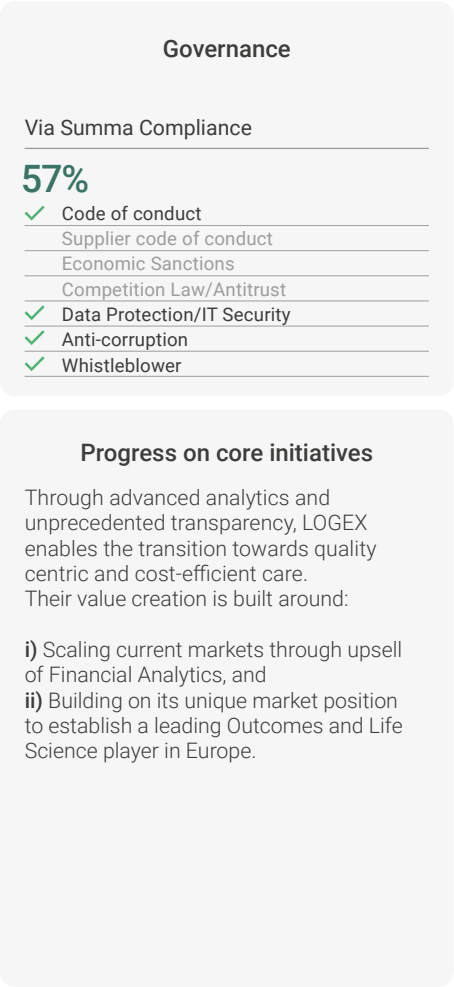 Governance
Via Summa Compliance
57%
Code of conduct
Supplier code of conduct
Economic Sanctions
Competition Law/Antitrust
Data Protection/IT Security
Anti-corruption
Whistleblower
Progress on core initiatives
Through advanced analytics and
unprecedented transparency, LOGEX
enables the transition towards quality
centric and cost-efficient care.
Their value creation is built around:
i) Scaling current markets through upsell
of Financial Analytics, and
ii) Building on its unique market position
to establish a leading Outcomes and Life
Science player in Europe.